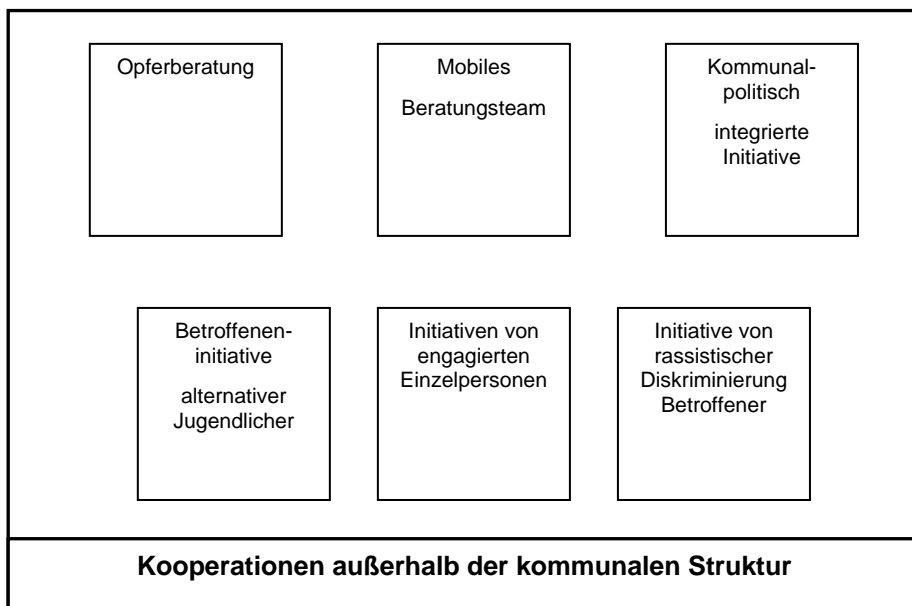 Opferberatung
Mobiles
Beratungsteam
Kommunal-
politisch
integrierte
Initiative
Betroffenen-
initiative
alternativer
Jugendlicher
Initiativen von
engagierten
Einzelpersonen
Initiative von
rassistischer
Diskriminierung
Betroffener
Kooperationen außerhalb der kommunalen Struktur